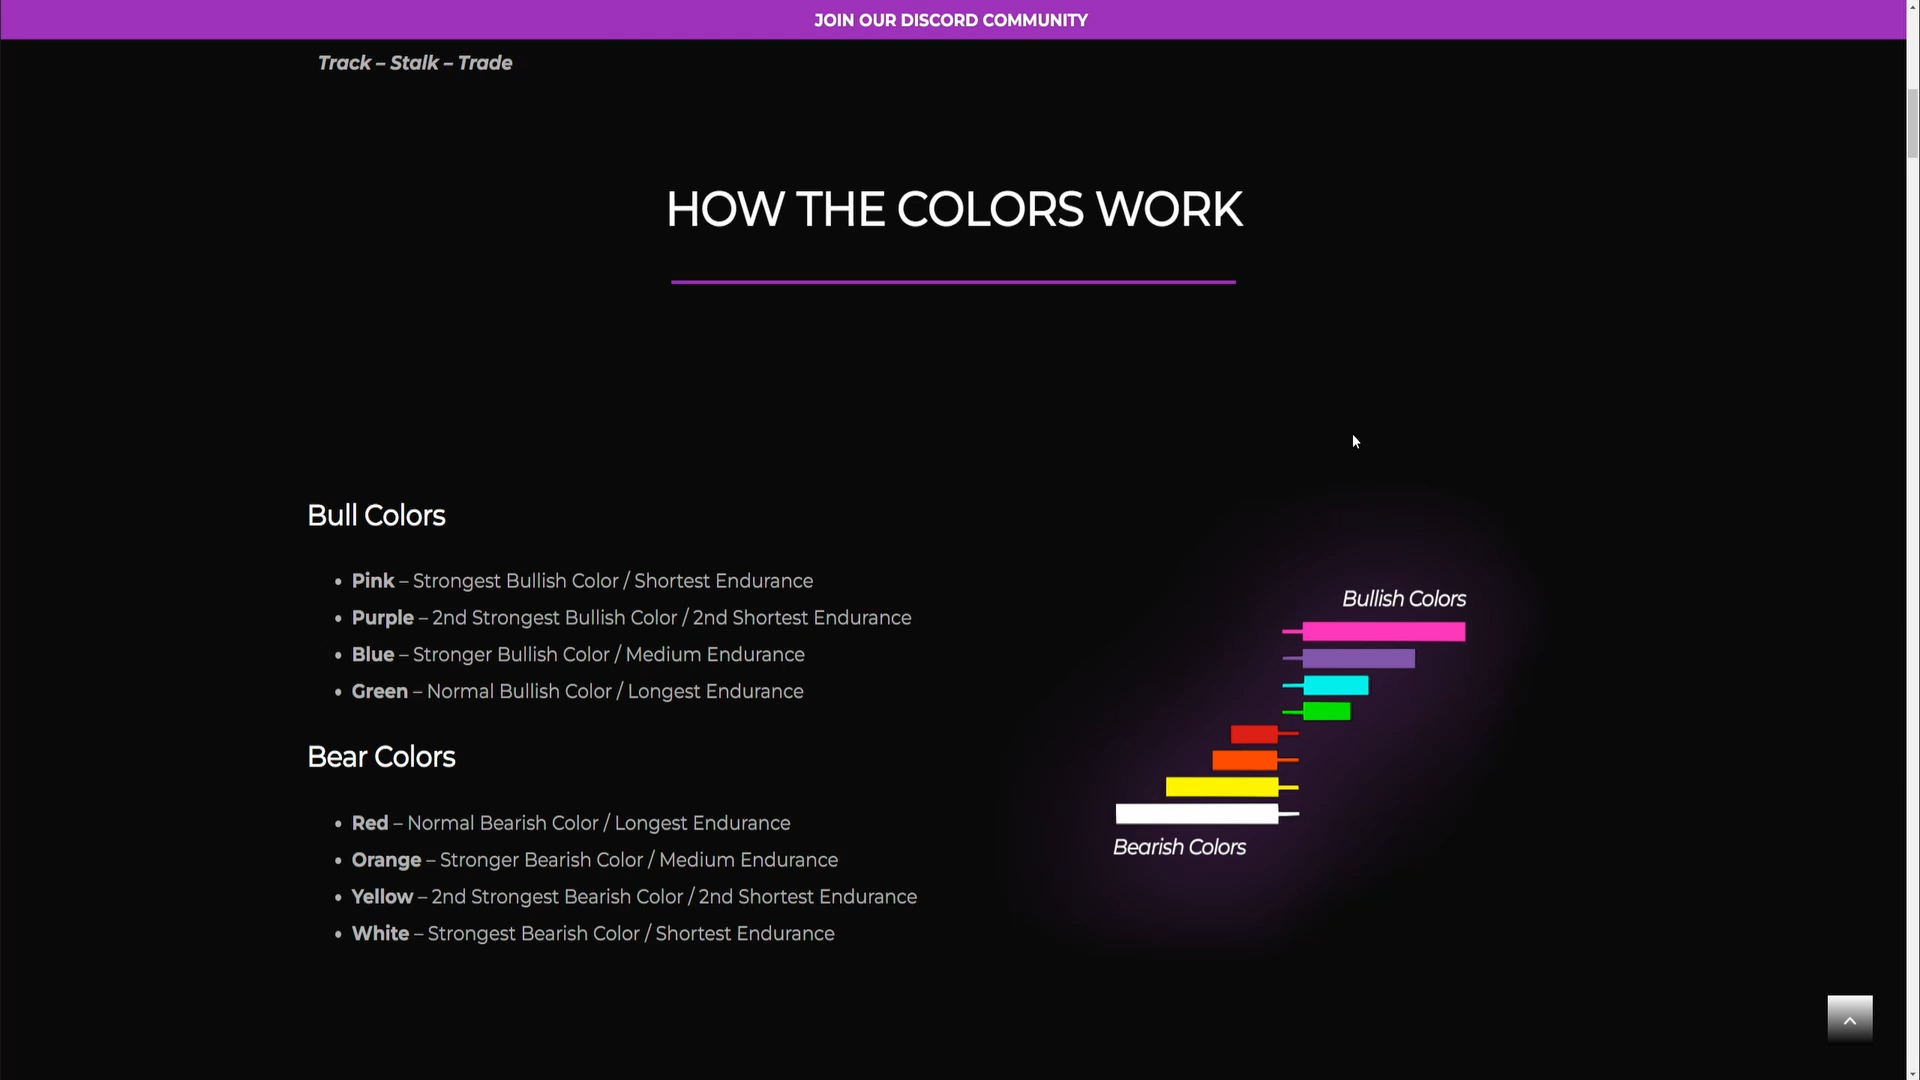 JOIN OUR DISCORD COMMUNITY
Track – Stalk – Trade
HOW THE COLORS WORK
Bull Colors
• Pink – Strongest Bullish Color / Shortest Endurance
• Purple – 2nd Strongest Bullish Color / 2nd Shortest Endurance
• Blue – Stronger Bullish Color / Medium Endurance
• Green – Normal Bullish Color / Longest Endurance
Bear Colors
• Red – Normal Bearish Color / Longest Endurance
• Orange – Stronger Bearish Color / Medium Endurance
• Yellow – 2nd Strongest Bearish Color / 2nd Shortest Endurance
• White – Strongest Bearish Color / Shortest Endurance
Bullish Colors
Bearish Colors